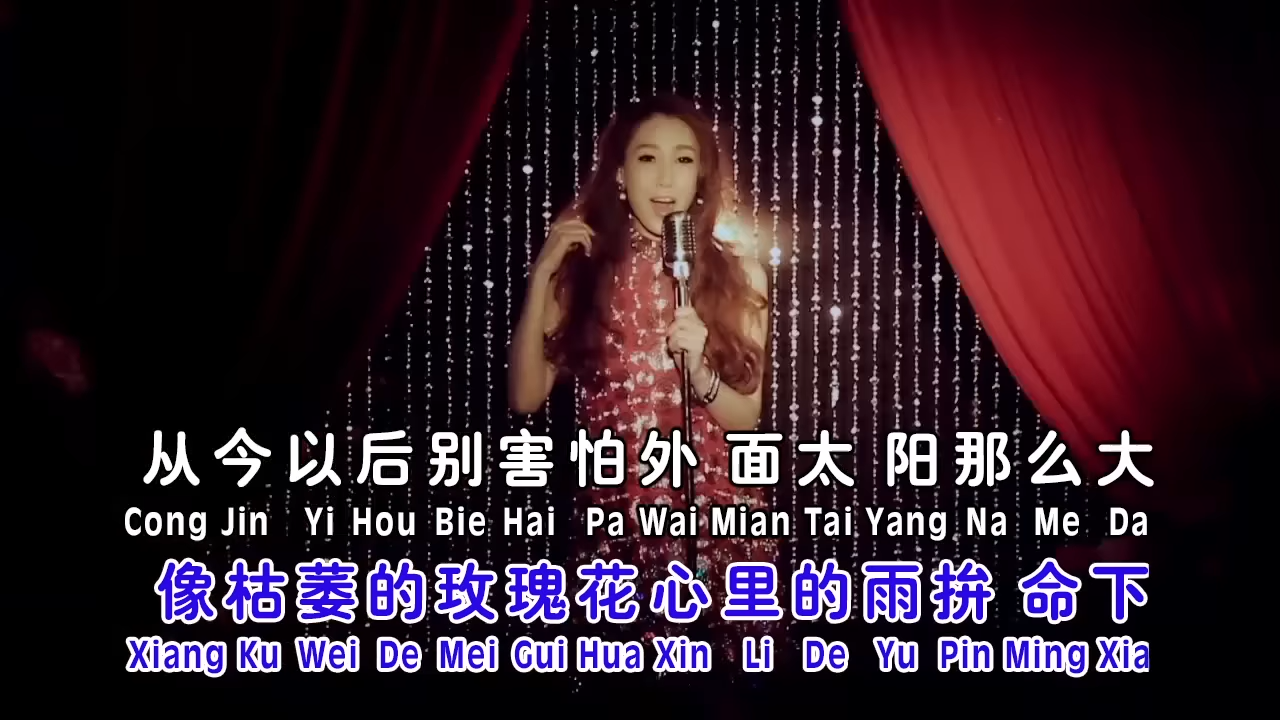 从今以后别害怕外 面太 阳那么大
Cong Jin Yi Hou Bie Hai Pa Wai Mian Tai Yang Na Me Da
像枯萎的玫瑰花心里的雨拚 命下
Xiang Ku Wei De Mei Gui Hua Xin Li De Yu Pin Ming Xia